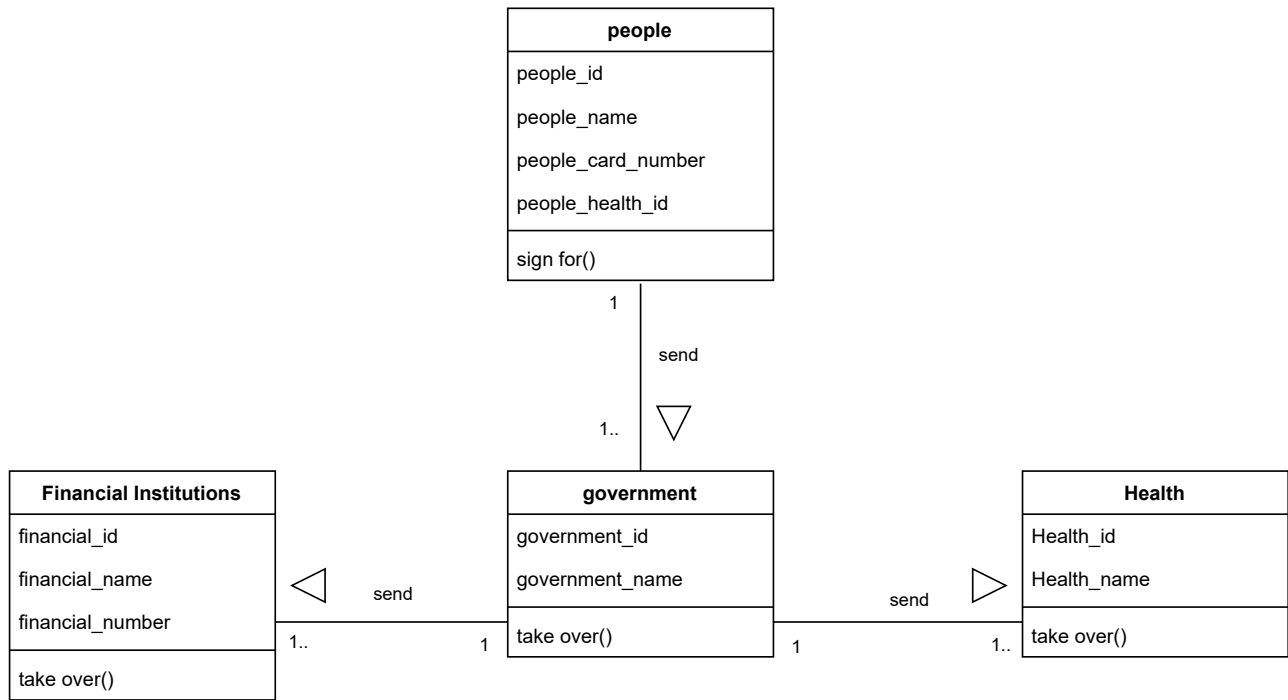 people
people_id
people_name
people_card_number
people_health_id
sign for()
1
send
1..
Financial Institutions
financial_id
financial_name
financial_number
take over()
send
1..
1
government
government_id
government_name
take over()
send
1
1..
Health
Health_id
Health_name
take over()